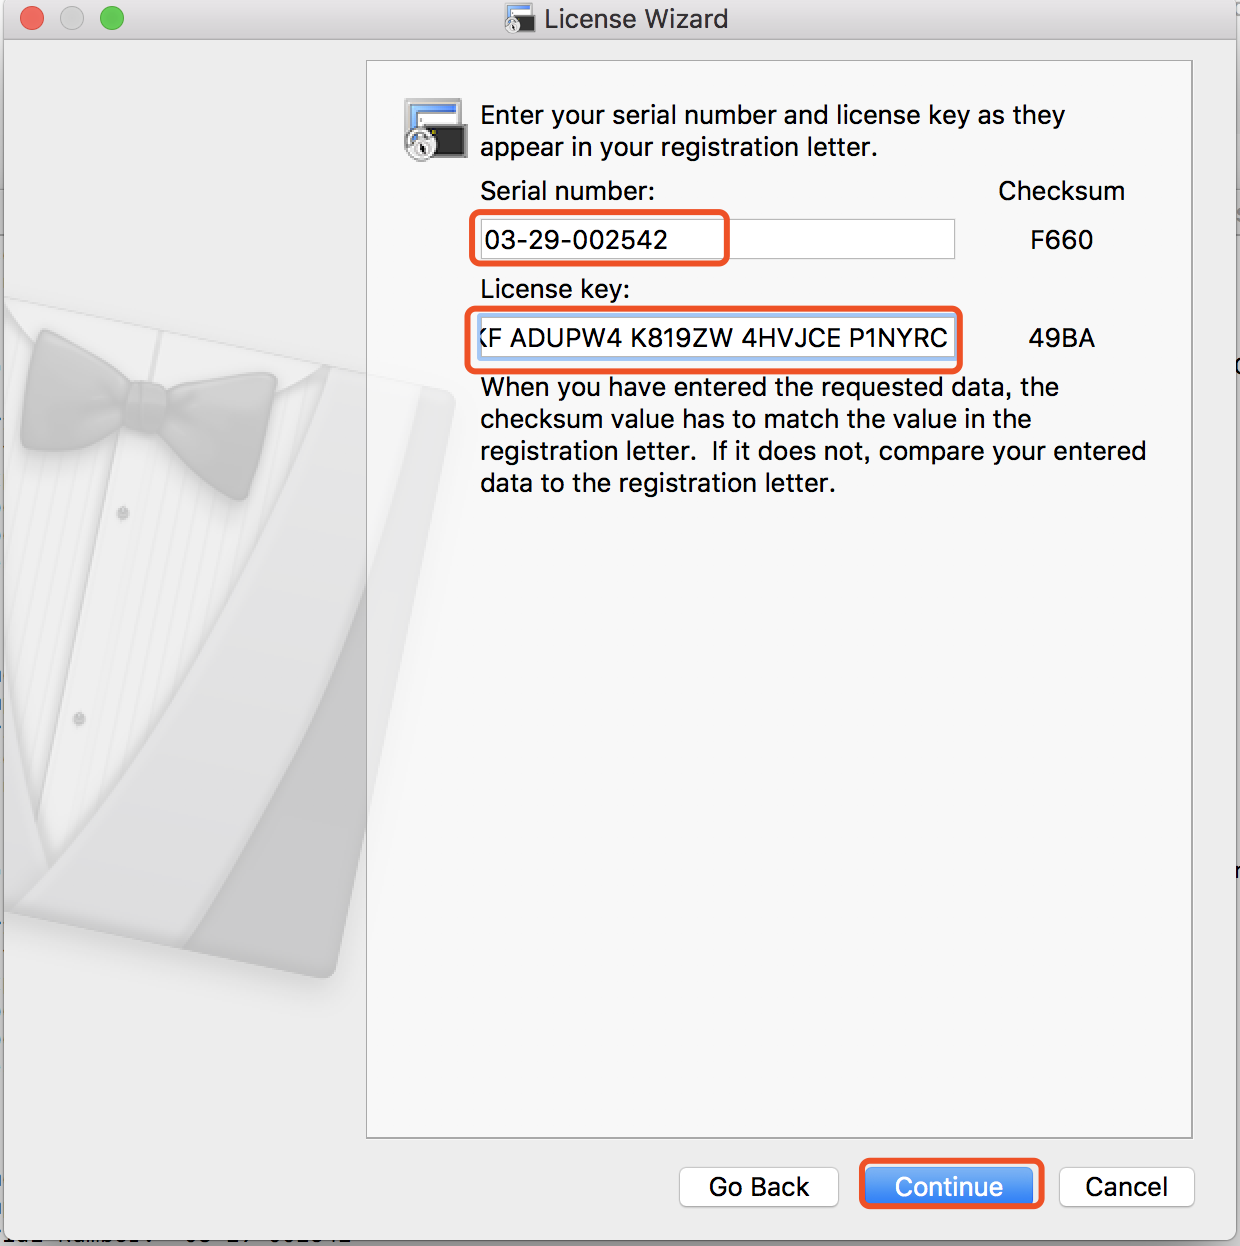 License Wizard
Enter your serial number and license key as they
appear in your registration letter.
Serial number: Checksum
03-29-002542 F660
License key:
KF ADUPW4 K819ZW 4HVJCE P1NYRC 49BA
When you have entered the requested data, the
checksum value has to match the value in the
registration letter. If it does not, compare your entered
data to the registration letter.
Go Back Continue Cancel